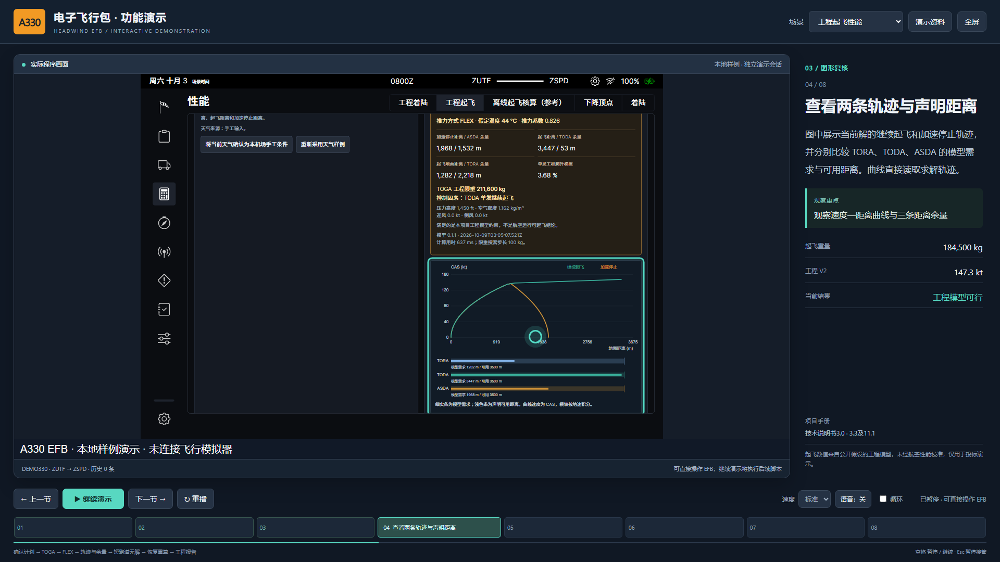 A330
电子飞行包 · 功能演示
HEADWIND EFB / INTERACTIVE DEMONSTRATION
场景
工程起飞性能
演示资料
全屏
实际程序画面
本地样例 · 独立演示会话
周六 十月 3 场景时间
0800Z
ZUTF
ZSPD
100%
性能
工程着陆
工程起飞
离线起飞核算（参考）
下降顶点
着陆
离、起飞距离和加速停止距离。
天气来源：手工输入。
将当前天气确认为本机场手工条件
重新采用天气样例
推力方式 FLEX · 假定温度 44 °C · 推力系数 0.826
加速停止距离 / ASDA 余量
起飞距离 / TODA 余量
1,968 / 1,532 m
3,447 / 53 m
起飞地面距离 / TORA 余量
单发工程爬升梯度
1,282 / 2,218 m
3.68 %
TOGA 工程限重 211,600 kg
控制因素：TODA 单发继续起飞
压力高度 1,450 ft · 空气密度 1.162 kg/m³
迎风 0.0 kt · 侧风 0.0 kt
满足的是本项目工程模型约束，不是航空运行可起飞结论。
模型 0.1.1 · 2026-10-09T03:05:07.521Z
计算用时 637 ms；限重搜索步长 100 kg。
CAS (kt)
继续起飞
加速停止
160
120
80
40
0
0
919
1838
2756
3675
地面距离 (m)
TORA
模型需求 1282 m / 可用 3500 m
TODA
模型需求 3447 m / 可用 3500 m
ASDA
模型需求 1968 m / 可用 3500 m
细实条为模型需求；浅色条为声明可用距离。曲线速度为 CAS，横轴按地速积分。
A330 EFB · 本地样例演示 · 未连接飞行模拟器
DEMO330 · ZUTF → ZSPD · 历史 0 条
可直接操作 EFB；继续演示将执行后续脚本
03 / 图形复核
04 / 08
查看两条轨迹与声明距离
图中展示当前解的继续起飞和加速停止轨迹，
并分别比较 TORA、TODA、ASDA 的模型需
求与可用距离。曲线直接读取求解轨迹。
观察重点
观察速度—距离曲线与三条距离余量
起飞重量
184,500 kg
工程 V2
147.3 kt
当前结果
工程模型可行
项目手册
技术说明书3.0 · 3.3及11.1
起飞数值来自公开假设的工程模型，未经航空性能校准，仅用于投标演
示。
← 上一节
▶ 继续演示
下一节 →
↻ 重播
速度
标准
语音：关
循环
已暂停 · 可直接操作 EFB
01
02
03
04 查看两条轨迹与声明距离
05
06
07
08
确认计划 → TOGA → FLEX → 轨迹与余量 → 短跑道无解 → 恢复重算 → 工程报告
空格 暂停 / 继续 · Esc 暂停接管